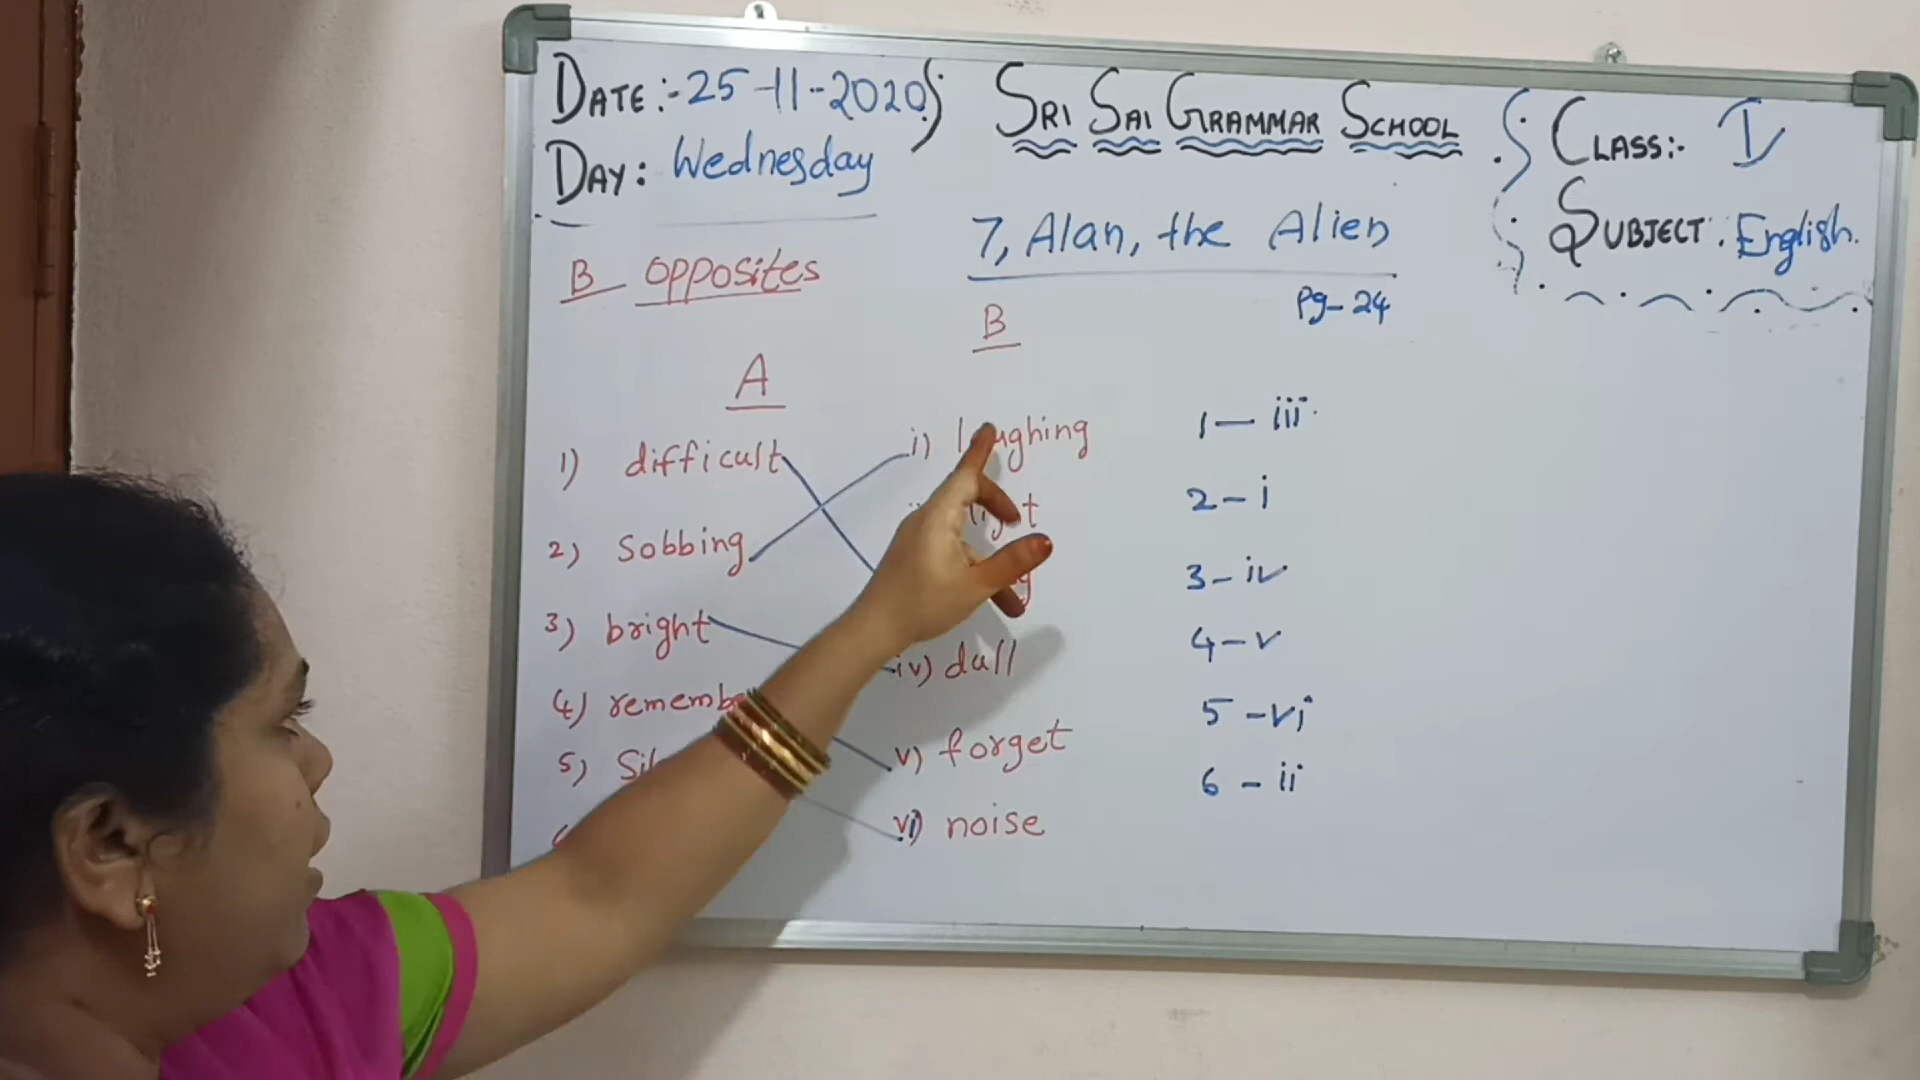 DATE:-25-11-2020
DAY: Wednesday
SRI SAI GRAMMAR SCHOOL
CLASS:- I
SUBJECT: English.
7, Alan, the Alien
Pg-24
B opposites
A
B
1) difficult
2) Sobbing
3) bright
4)
5)
i) laughing
iv) dull
v) forget
vi) noise
1 — iii
2 - i
3 - iv
4 - v
5 - vi
6 - ii